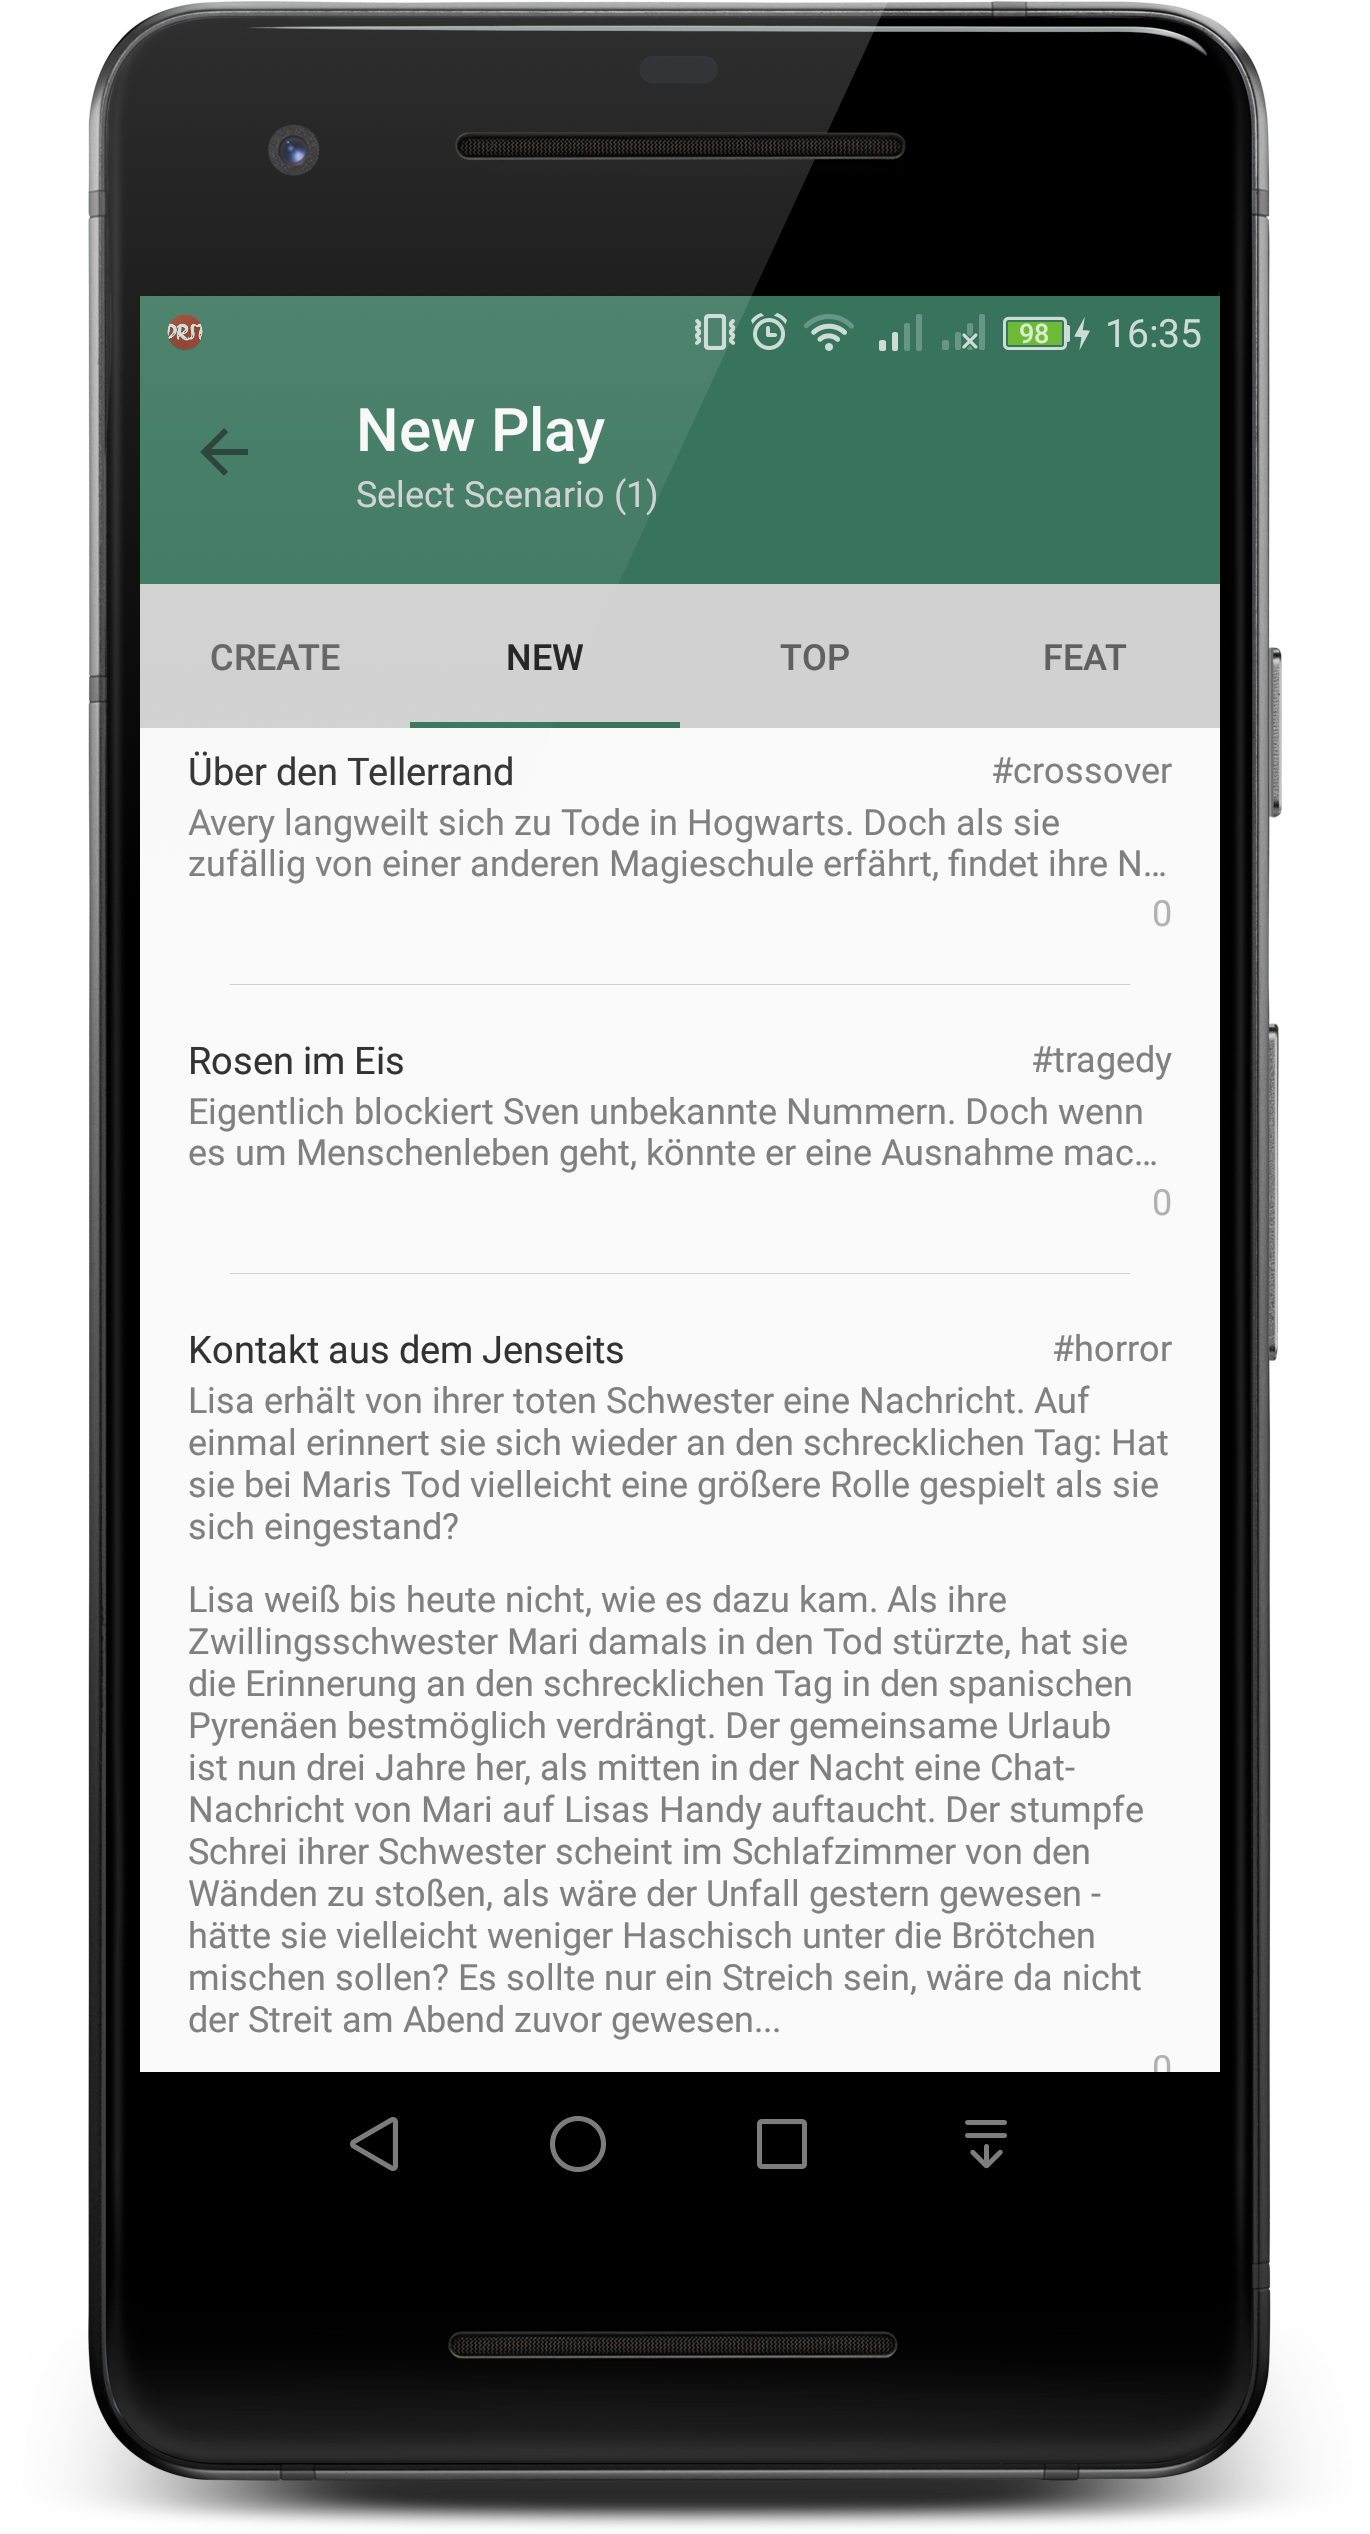 98 16:35
New Play
Select Scenario (1)
CREATE NEW TOP FEAT
Über den Tellerrand #crossover
Avery langweilt sich zu Tode in Hogwarts. Doch als sie
zufällig von einer anderen Magieschule erfährt, findet ihre N...
0
Rosen im Eis #tragedy
Eigentlich blockiert Sven unbekannte Nummern. Doch wenn
es um Menschenleben geht, könnte er eine Ausnahme mac...
0
Kontakt aus dem Jenseits #horror
Lisa erhält von ihrer toten Schwester eine Nachricht. Auf
einmal erinnert sie sich wieder an den schrecklichen Tag: Hat
sie bei Maris Tod vielleicht eine größere Rolle gespielt als sie
sich eingestand?
Lisa weiß bis heute nicht, wie es dazu kam. Als ihre
Zwillingsschwester Mari damals in den Tod stürzte, hat sie
die Erinnerung an den schrecklichen Tag in den spanischen
Pyrenäen bestmöglich verdrängt. Der gemeinsame Urlaub
ist nun drei Jahre her, als mitten in der Nacht eine Chat-
Nachricht von Mari auf Lisas Handy auftaucht. Der stumpfe
Schrei ihrer Schwester scheint im Schlafzimmer von den
Wänden zu stoßen, als wäre der Unfall gestern gewesen -
hätte sie vielleicht weniger Haschisch unter die Brötchen
mischen sollen? Es sollte nur ein Streich sein, wäre da nicht
der Streit am Abend zuvor gewesen...
0